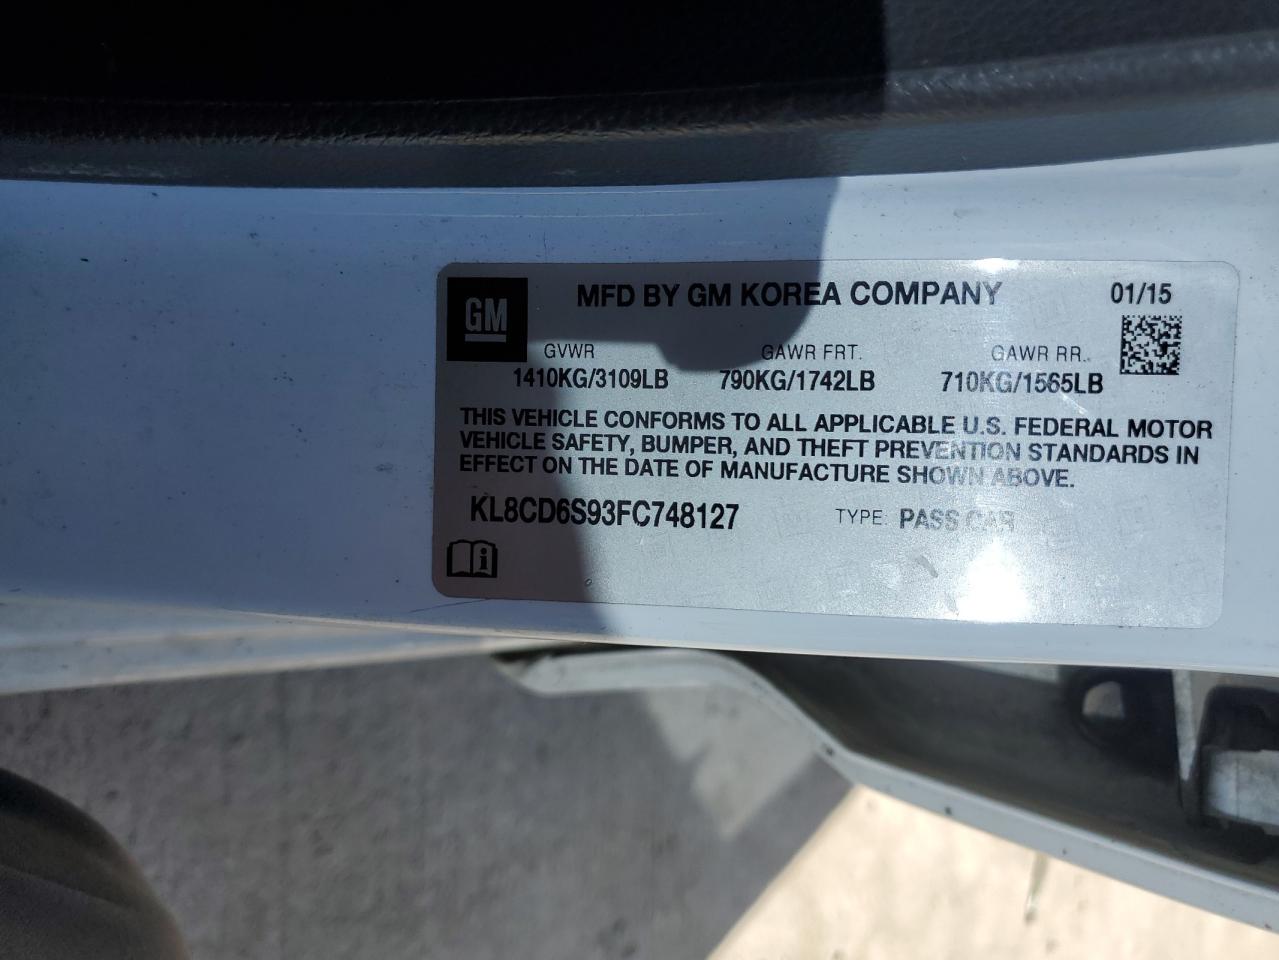 GM
MFD BY GM KOREA COMPANY
01/15
GVWR GAWR FRT. GAWR RR.
1410KG/3109LB 790KG/1742LB 710KG/1565LB
THIS VEHICLE CONFORMS TO ALL APPLICABLE U.S. FEDERAL MOTOR
VEHICLE SAFETY, BUMPER, AND THEFT PREVENTION STANDARDS IN
EFFECT ON THE DATE OF MANUFACTURE SHOWN ABOVE.
KL8CD6S93FC748127 TYPE: PASS CAR
i